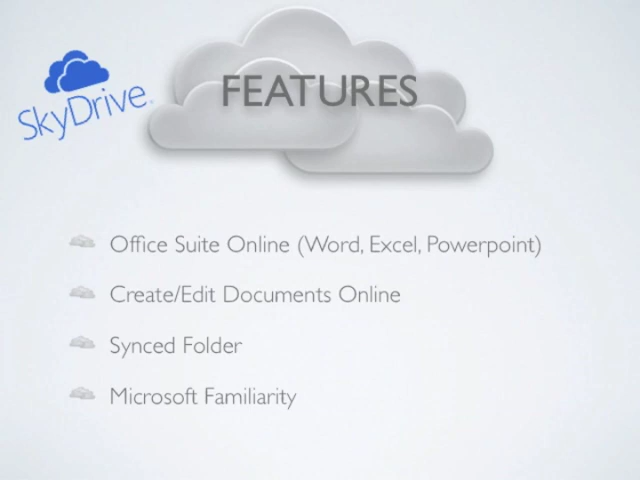 SkyDrive
FEATURES
Office Suite Online (Word, Excel, Powerpoint)
Create/Edit Documents Online
Synced Folder
Microsoft Familiarity